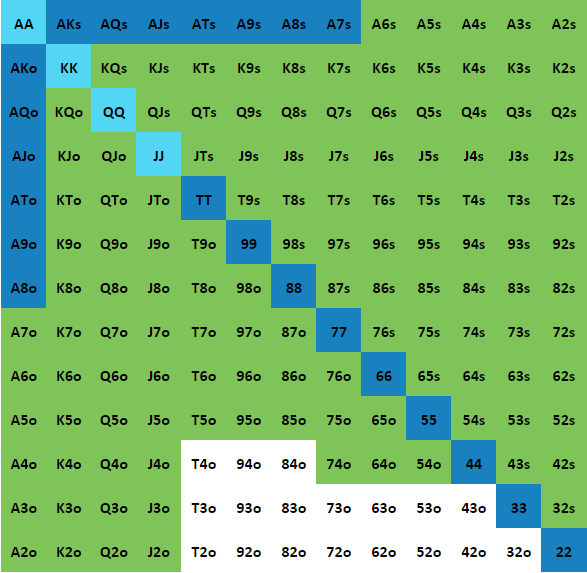 AA AKs AQs AJs ATs A9s A8s A7s A6s A5s A4s A3s A2s
AKo KK KQs KJs KTs K9s K8s K7s K6s K5s K4s K3s K2s
AQo KQo QQ QJs QTs Q9s Q8s Q7s Q6s Q5s Q4s Q3s Q2s
AJo KJo QJo JJ JTs J9s J8s J7s J6s J5s J4s J3s J2s
ATo KTo QTo JTo TT T9s T8s T7s T6s T5s T4s T3s T2s
A9o K9o Q9o J9o T9o 99 98s 97s 96s 95s 94s 93s 92s
A8o K8o Q8o J8o T8o 98o 88 87s 86s 85s 84s 83s 82s
A7o K7o Q7o J7o T7o 97o 87o 77 76s 75s 74s 73s 72s
A6o K6o Q6o J6o T6o 96o 86o 76o 66 65s 64s 63s 62s
A5o K5o Q5o J5o T5o 95o 85o 75o 65o 55 54s 53s 52s
A4o K4o Q4o J4o T4o 94o 84o 74o 64o 54o 44 43s 42s
A3o K3o Q3o J3o T3o 93o 83o 73o 63o 53o 43o 33 32s
A2o K2o Q2o J2o T2o 92o 82o 72o 62o 52o 42o 32o 22